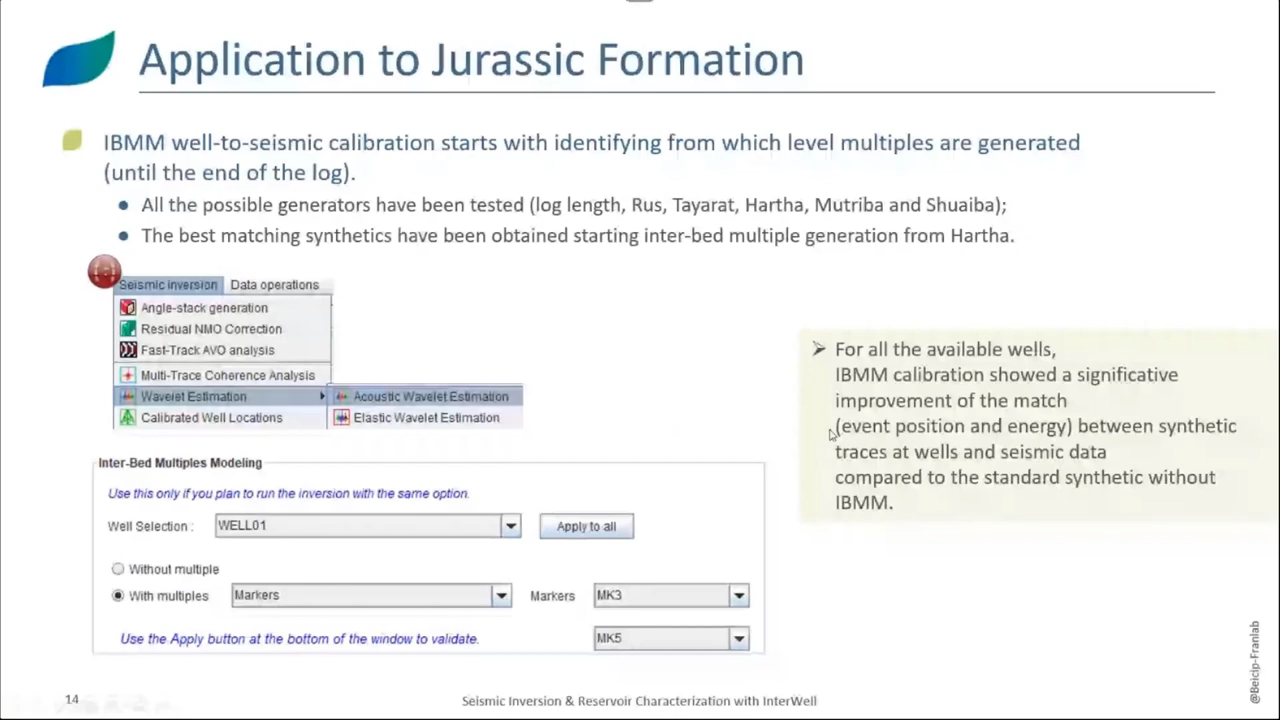 Application to Jurassic Formation
IBMM well-to-seismic calibration starts with identifying from which level multiples are generated
(until the end of the log).
All the possible generators have been tested (log length, Rus, Tayarat, Hartha, Mutriba and Shuaiba);
The best matching synthetics have been obtained starting inter-bed multiple generation from Hartha.
Seismic inversion Data operations
Angle-stack generation
Residual NMO Correction
Fast-Track AVO analysis
Multi-Trace Coherence Analysis
Wavelet Estimation
Acoustic Wavelet Estimation
Calibrated Well Locations
Elastic Wavelet Estimation
For all the available wells,
IBMM calibration showed a significative
improvement of the match
(event position and energy) between synthetic
traces at wells and seismic data
compared to the standard synthetic without
IBMM.
Inter-Bed Multiples Modeling
Use this only if you plan to run the inversion with the same option.
Well Selection : WELL01 Apply to all
Without multiple
With multiples Markers Markers MK3
Use the Apply button at the bottom of the window to validate. MK5
14
Seismic Inversion & Reservoir Characterization with InterWell
@Beicip-Franlab